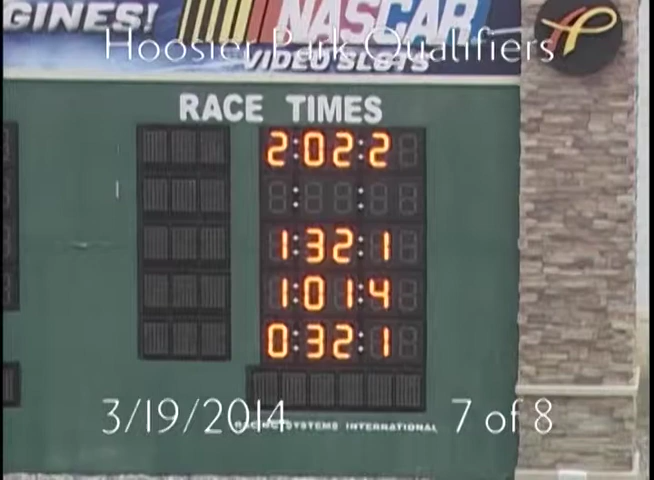 GINES!
NASCAR
Hoosier Park Qualifiers
VIDEO SLOTS
RACE TIMES
2:02:2
: :
1:32:1
1:01:4
0:32:1
3/19/2014
7 of 8
RACING SYSTEMS INTERNATIONAL